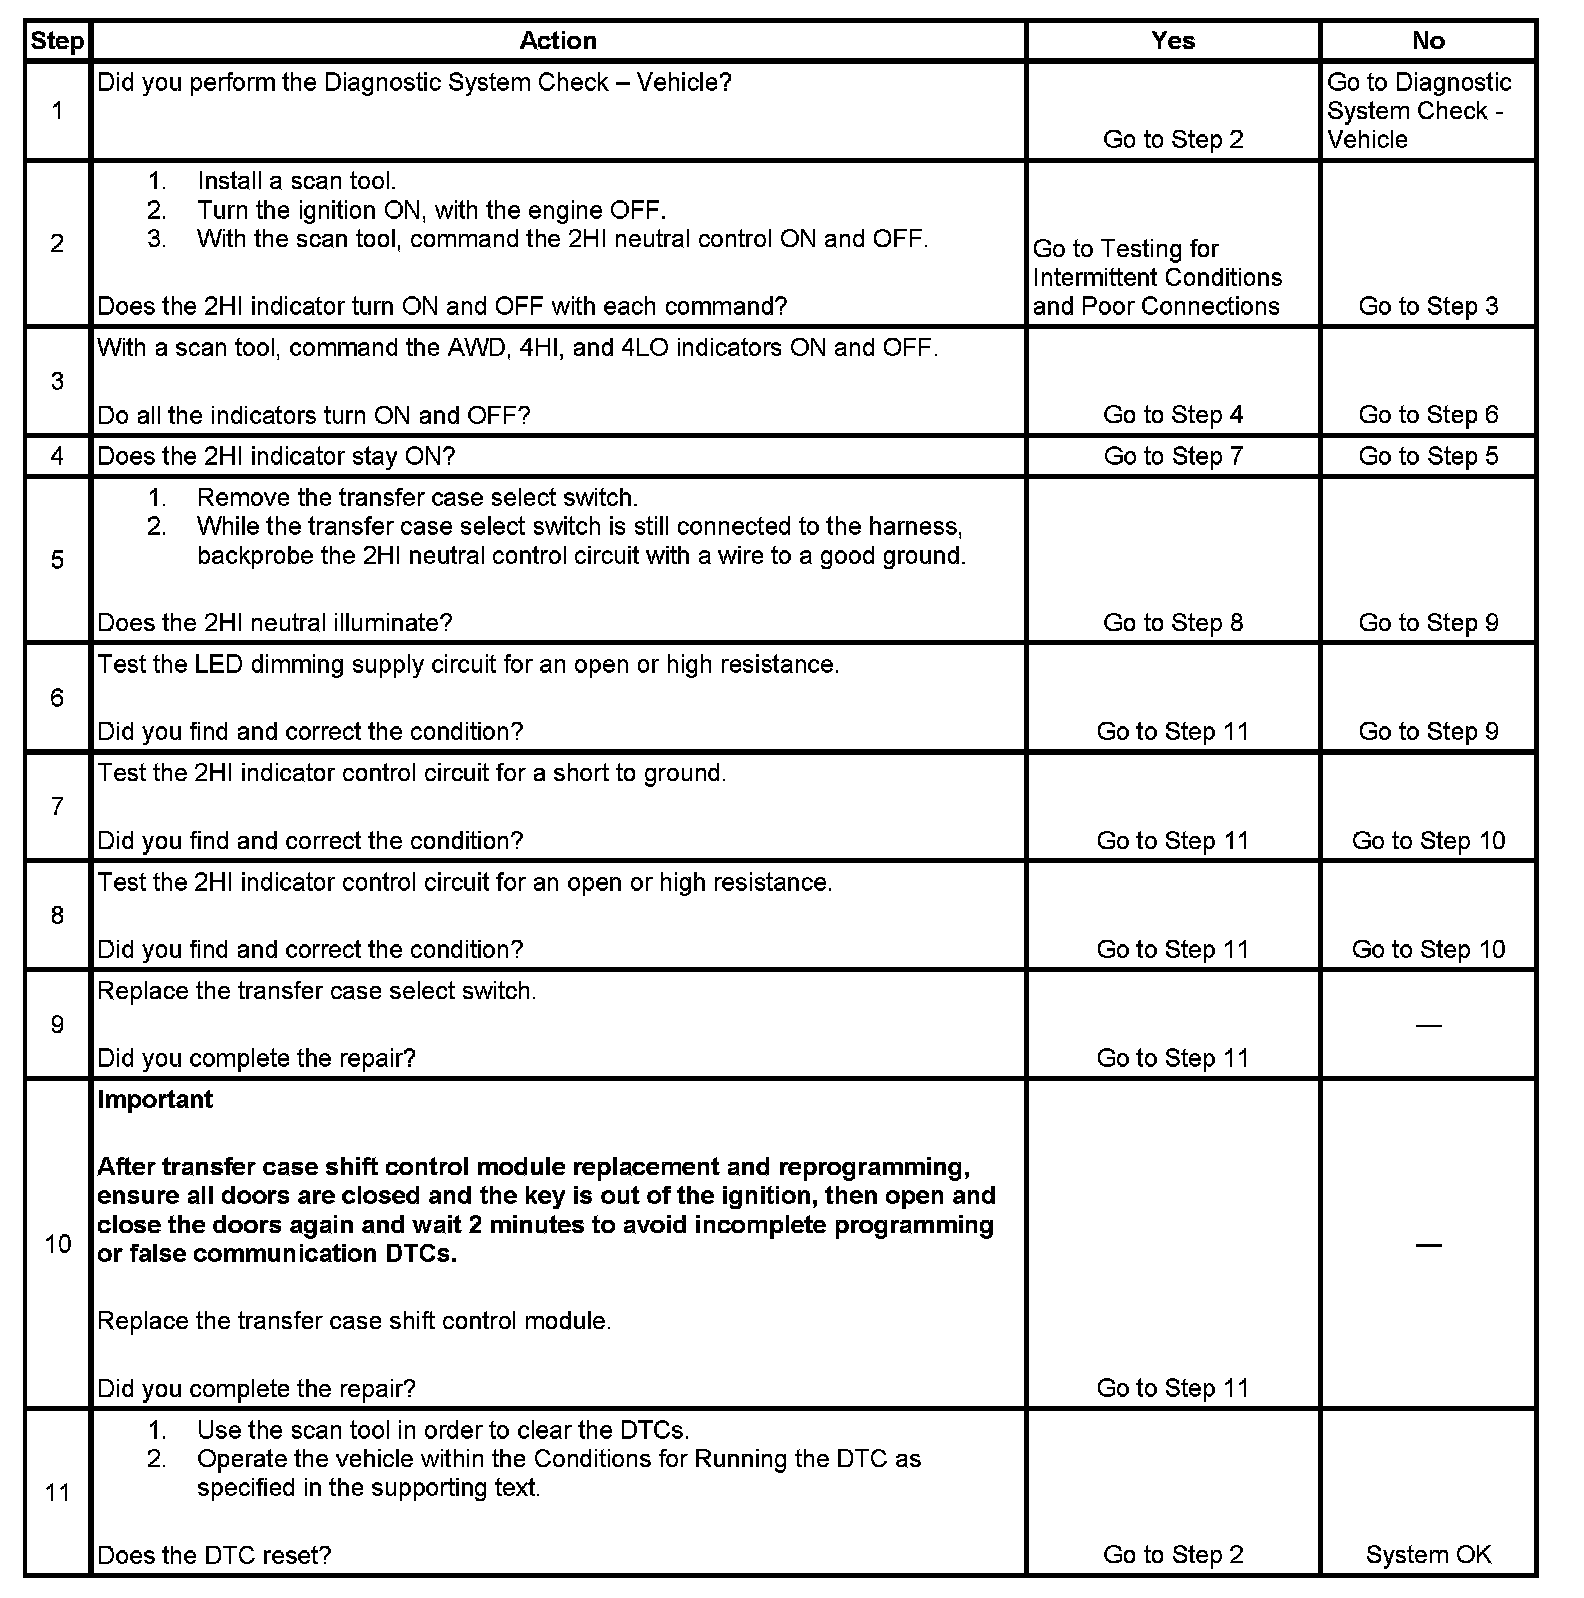 Step Action Yes No
1
Did you perform the Diagnostic System Check – Vehicle?
Go to Step 2
Go to Diagnostic
System Check -
Vehicle
2
1. Install a scan tool.
2. Turn the ignition ON, with the engine OFF.
3. With the scan tool, command the 2HI neutral control ON and OFF.
Does the 2HI indicator turn ON and OFF with each command?
Go to Testing for
Intermittent Conditions
and Poor Connections
Go to Step 3
3
With a scan tool, command the AWD, 4HI, and 4LO indicators ON and OFF.
Do all the indicators turn ON and OFF?
Go to Step 4
Go to Step 6
4
Does the 2HI indicator stay ON?
Go to Step 7
Go to Step 5
5
1. Remove the transfer case select switch.
2. While the transfer case select switch is still connected to the harness,
backprobe the 2HI neutral control circuit with a wire to a good ground.
Does the 2HI neutral illuminate?
Go to Step 8
Go to Step 9
6
Test the LED dimming supply circuit for an open or high resistance.
Did you find and correct the condition?
Go to Step 11
Go to Step 9
7
Test the 2HI indicator control circuit for a short to ground.
Did you find and correct the condition?
Go to Step 11
Go to Step 10
8
Test the 2HI indicator control circuit for an open or high resistance.
Did you find and correct the condition?
Go to Step 11
Go to Step 10
9
Replace the transfer case select switch.
Did you complete the repair?
Go to Step 11
—
10
Important
After transfer case shift control module replacement and reprogramming,
ensure all doors are closed and the key is out of the ignition, then open and
close the doors again and wait 2 minutes to avoid incomplete programming
or false communication DTCs.
Replace the transfer case shift control module.
Did you complete the repair?
Go to Step 11
—
11
1. Use the scan tool in order to clear the DTCs.
2. Operate the vehicle within the Conditions for Running the DTC as
specified in the supporting text.
Does the DTC reset?
Go to Step 2
System OK